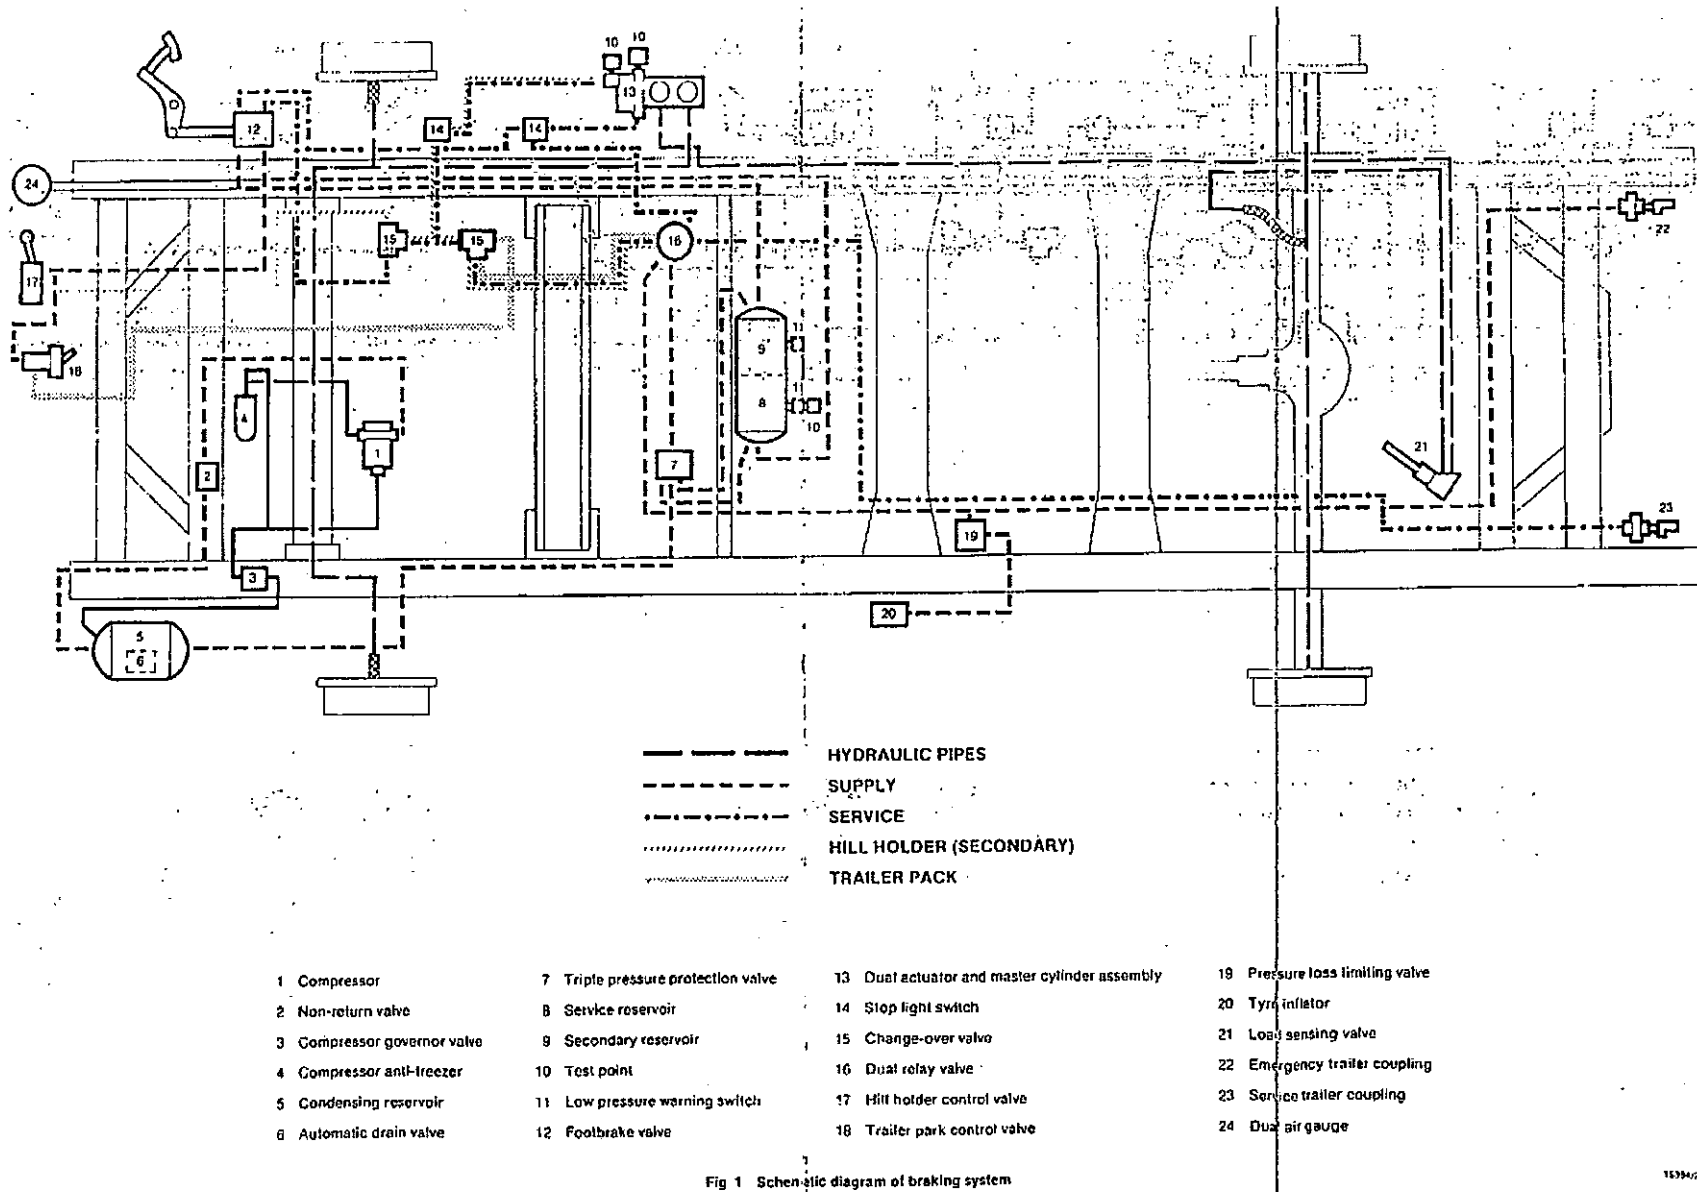 10 10
13
12
14 14
24
15 15 16
22
17
18
9
11
4
8
11
10
1
21
2
7
23
19
3
20
5
6
HYDRAULIC PIPES
SUPPLY
SERVICE
HILL HOLDER (SECONDARY)
TRAILER PACK
1 Compressor
2 Non-return valve
3 Compressor governor valve
4 Compressor anti-freezer
5 Condensing reservoir
6 Automatic drain valve
7 Triple pressure protection valve
8 Service reservoir
9 Secondary reservoir
10 Test point
11 Low pressure warning switch
12 Footbrake valve
13 Dual actuator and master cylinder assembly
14 Stop light switch
15 Change-over valve
16 Dual relay valve
17 Hill holder control valve
18 Trailer park control valve
19 Pressure loss limiting valve
20 Tyre inflator
21 Load sensing valve
22 Emergency trailer coupling
23 Service trailer coupling
24 Dual air gauge
Fig 1 Schematic diagram of braking system